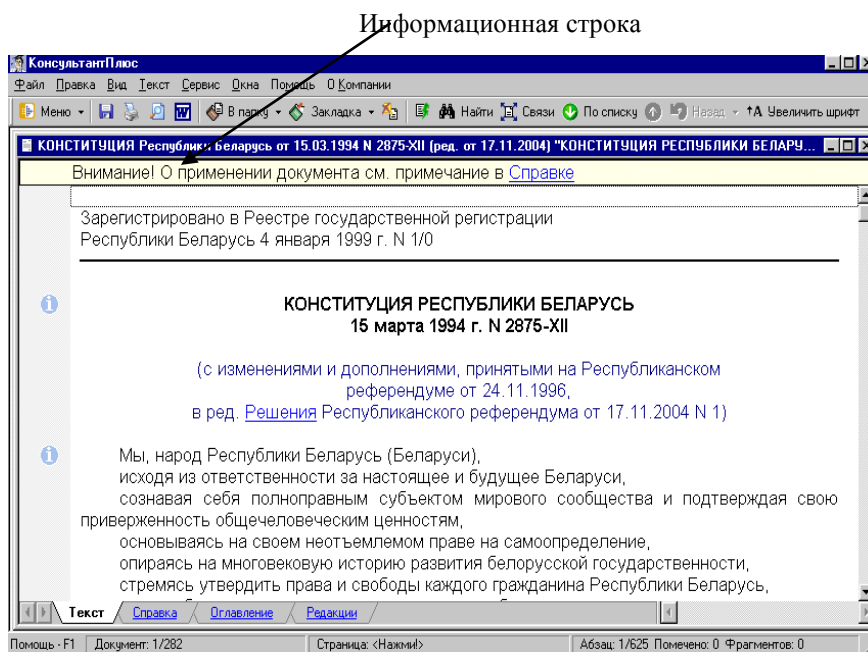 Информационная строка
КонсультантПлюс
Файл Правка Вид Текст Сервис Окна Помощь О Компании
Меню В папку Закладка Найти Связи По списку Назад Увеличить шрифт
КОНСТИТУЦИЯ Республики Беларусь от 15.03.1994 N 2875-XII (ред. от 17.11.2004) "КОНСТИТУЦИЯ РЕСПУБЛИКИ БЕЛАРУ...
Внимание! О применении документа см. примечание в Справке
Зарегистрировано в Реестре государственной регистрации
Республики Беларусь 4 января 1999 г. N 1/0
КОНСТИТУЦИЯ РЕСПУБЛИКИ БЕЛАРУСЬ
15 марта 1994 г. N 2875-XII
(с изменениями и дополнениями, принятыми на Республиканском
референдуме от 24.11.1996,
в ред. Решения Республиканского референдума от 17.11.2004 N 1)
Мы, народ Республики Беларусь (Беларуси),
исходя из ответственности за настоящее и будущее Беларуси,
сознавая себя полноправным субъектом мирового сообщества и подтверждая свою
приверженность общечеловеческим ценностям,
основываясь на своем неотъемлемом праве на самоопределение,
опираясь на многовековую историю развития белорусской государственности,
стремясь утвердить права и свободы каждого гражданина Республики Беларусь,
Текст Справка Оглавление Редакции
Помощь - F1 Документ: 1/282 Страница: <Нажми!> Абзац: 1/625 Помечено: 0 Фрагментов: 0